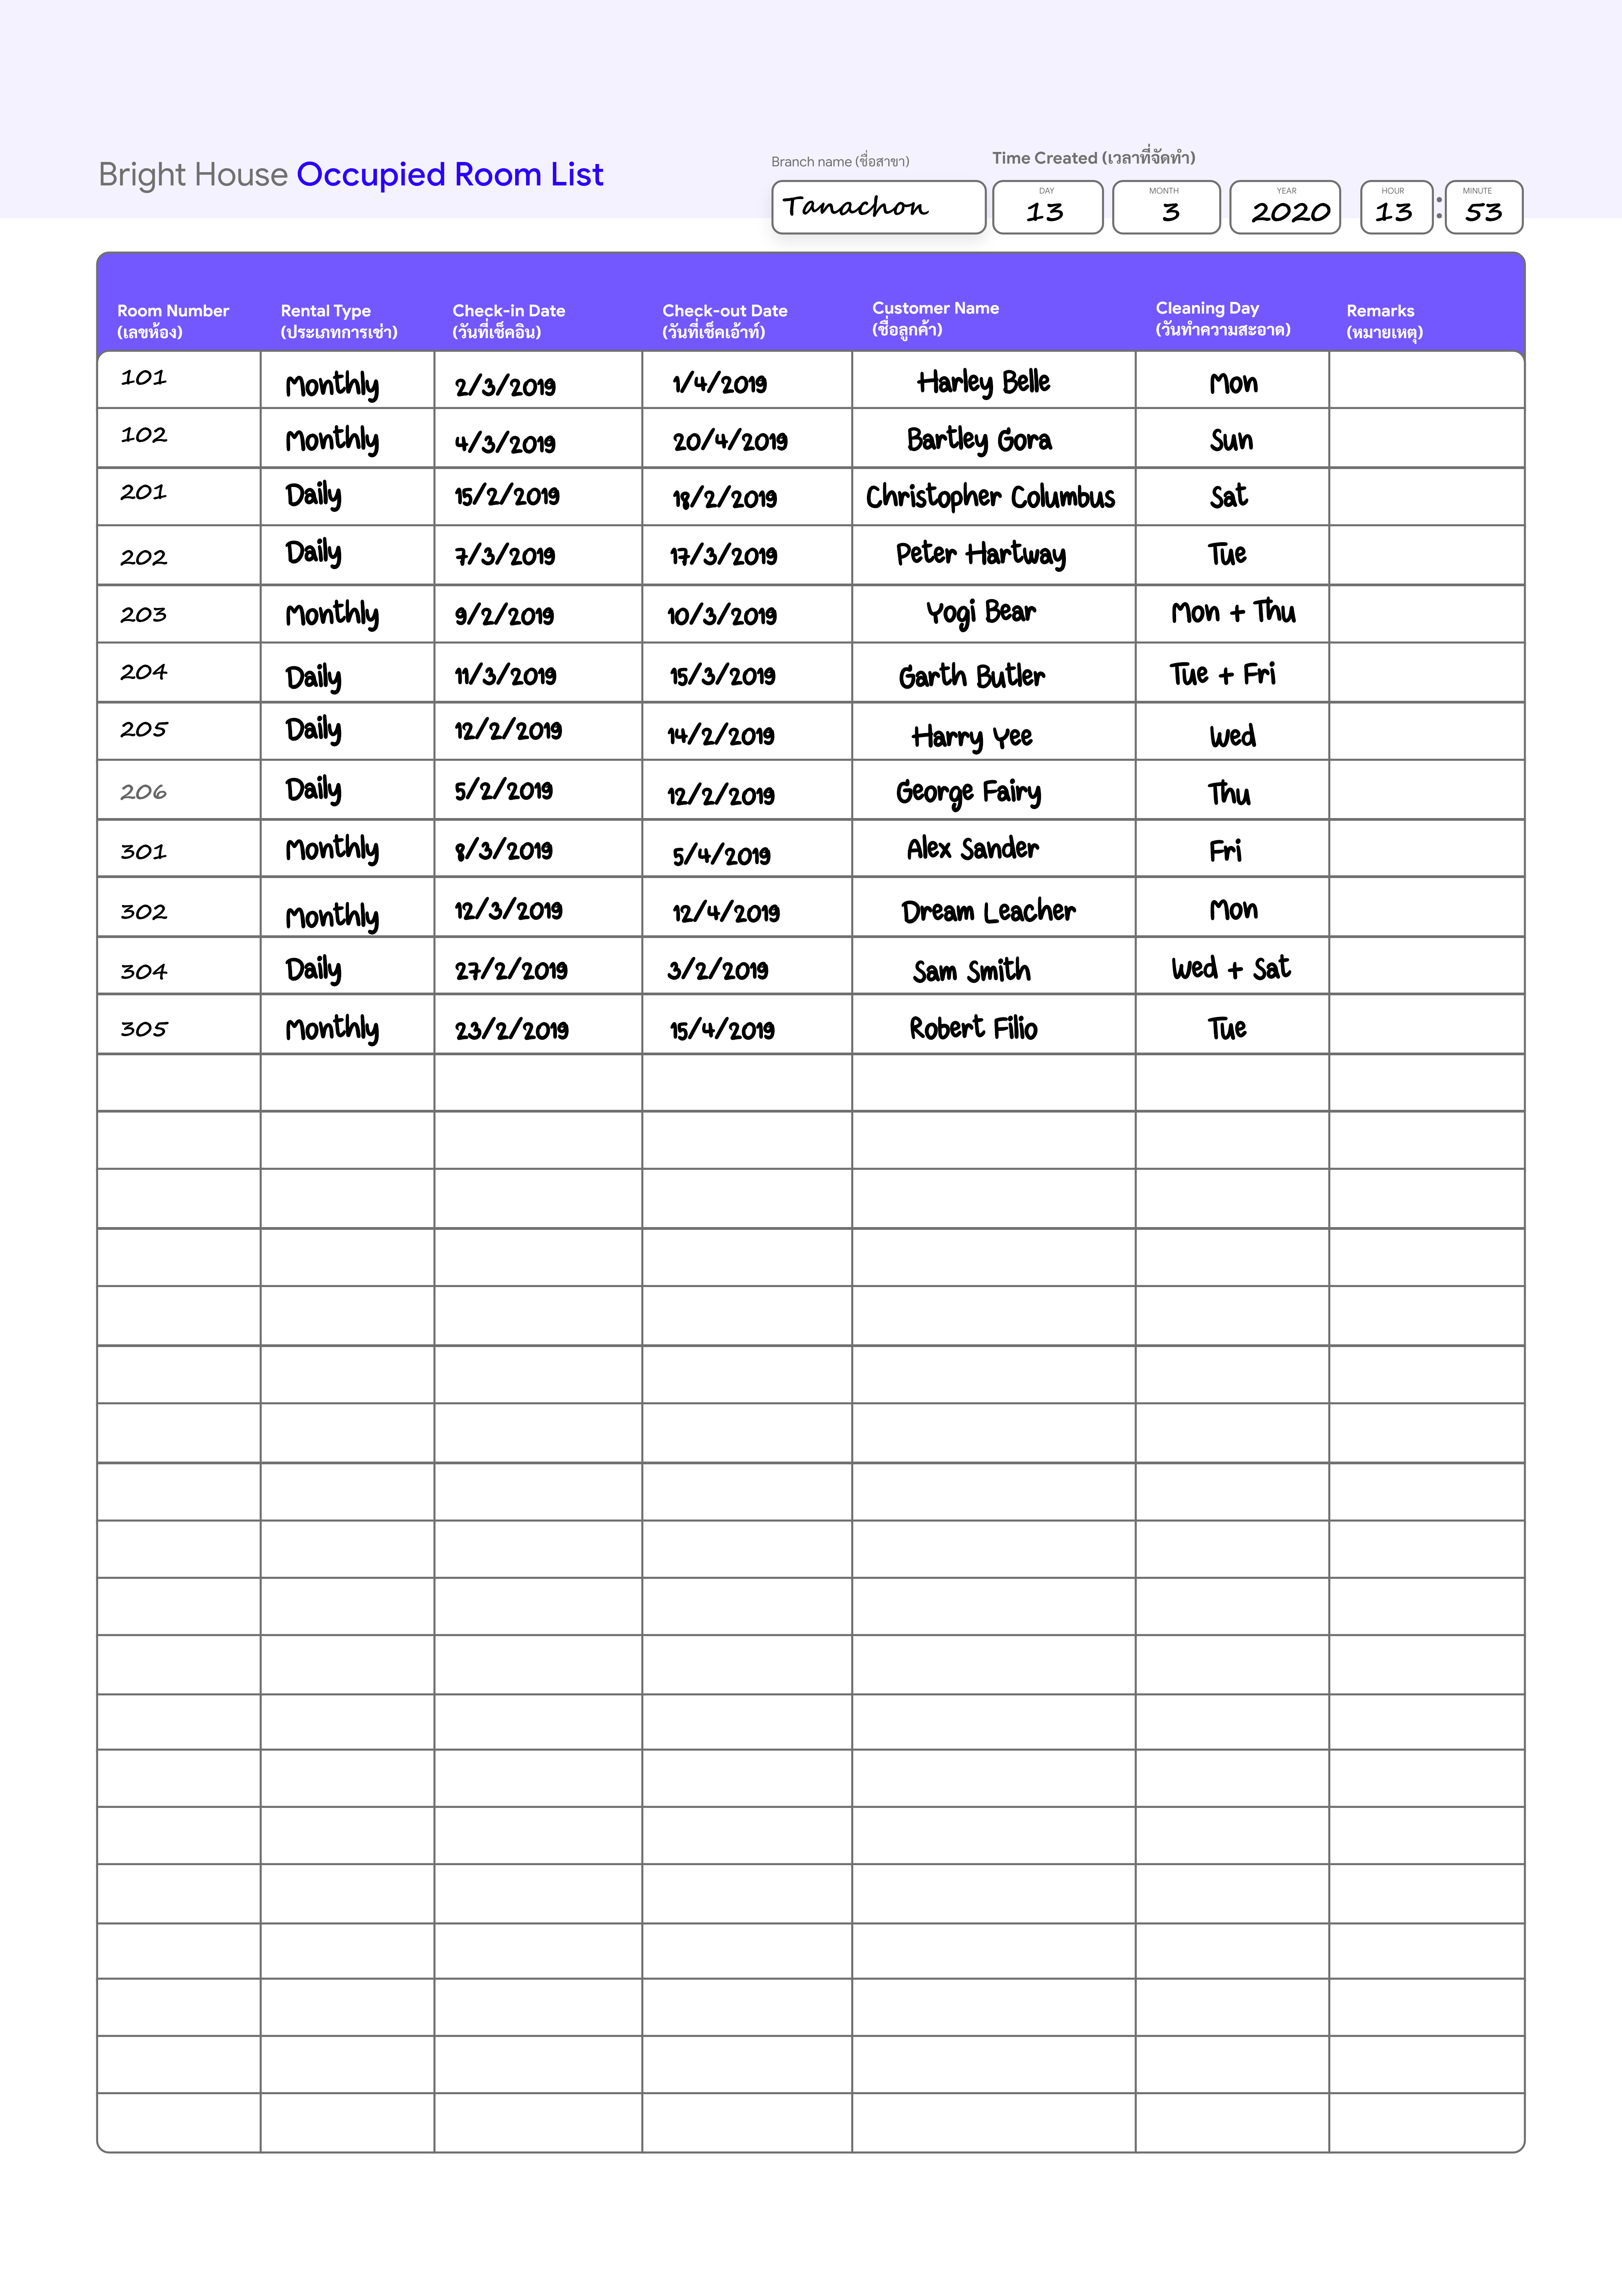 Bright House Occupied Room List
Branch name (ชื่อสาขา)
Tanachon
Time Created (เวลาที่จัดทำ)
DAY MONTH YEAR HOUR MINUTE
13 3 2020 13 : 53
Room Number Rental Type Check-in Date Check-out Date Customer Name Cleaning Day Remarks
(เลขห้อง) (ประเภทการเช่า) (วันที่เช็คอิน) (วันที่เช็คเอ้าท์) (ชื่อลูกค้า) (วันทำความสะอาด) (หมายเหตุ)
101 Monthly 2/3/2019 1/4/2019 Harley Belle Mon
102 Monthly 4/3/2019 20/4/2019 Bartley Gora Sun
201 Daily 15/2/2019 18/2/2019 Christopher Columbus Sat
202 Daily 7/3/2019 17/3/2019 Peter Hartway Tue
203 Monthly 9/2/2019 10/3/2019 Yogi Bear Mon + Thu
204 Daily 11/3/2019 15/3/2019 Garth Butler Tue + Fri
205 Daily 12/2/2019 14/2/2019 Harry Yee Wed
206 Daily 5/2/2019 12/2/2019 George Fairy Thu
301 Monthly 8/3/2019 5/4/2019 Alex Sander Fri
302 Monthly 12/3/2019 12/4/2019 Dream Leacher Mon
304 Daily 27/2/2019 3/2/2019 Sam Smith Wed + Sat
305 Monthly 23/2/2019 15/4/2019 Robert Filio Tue